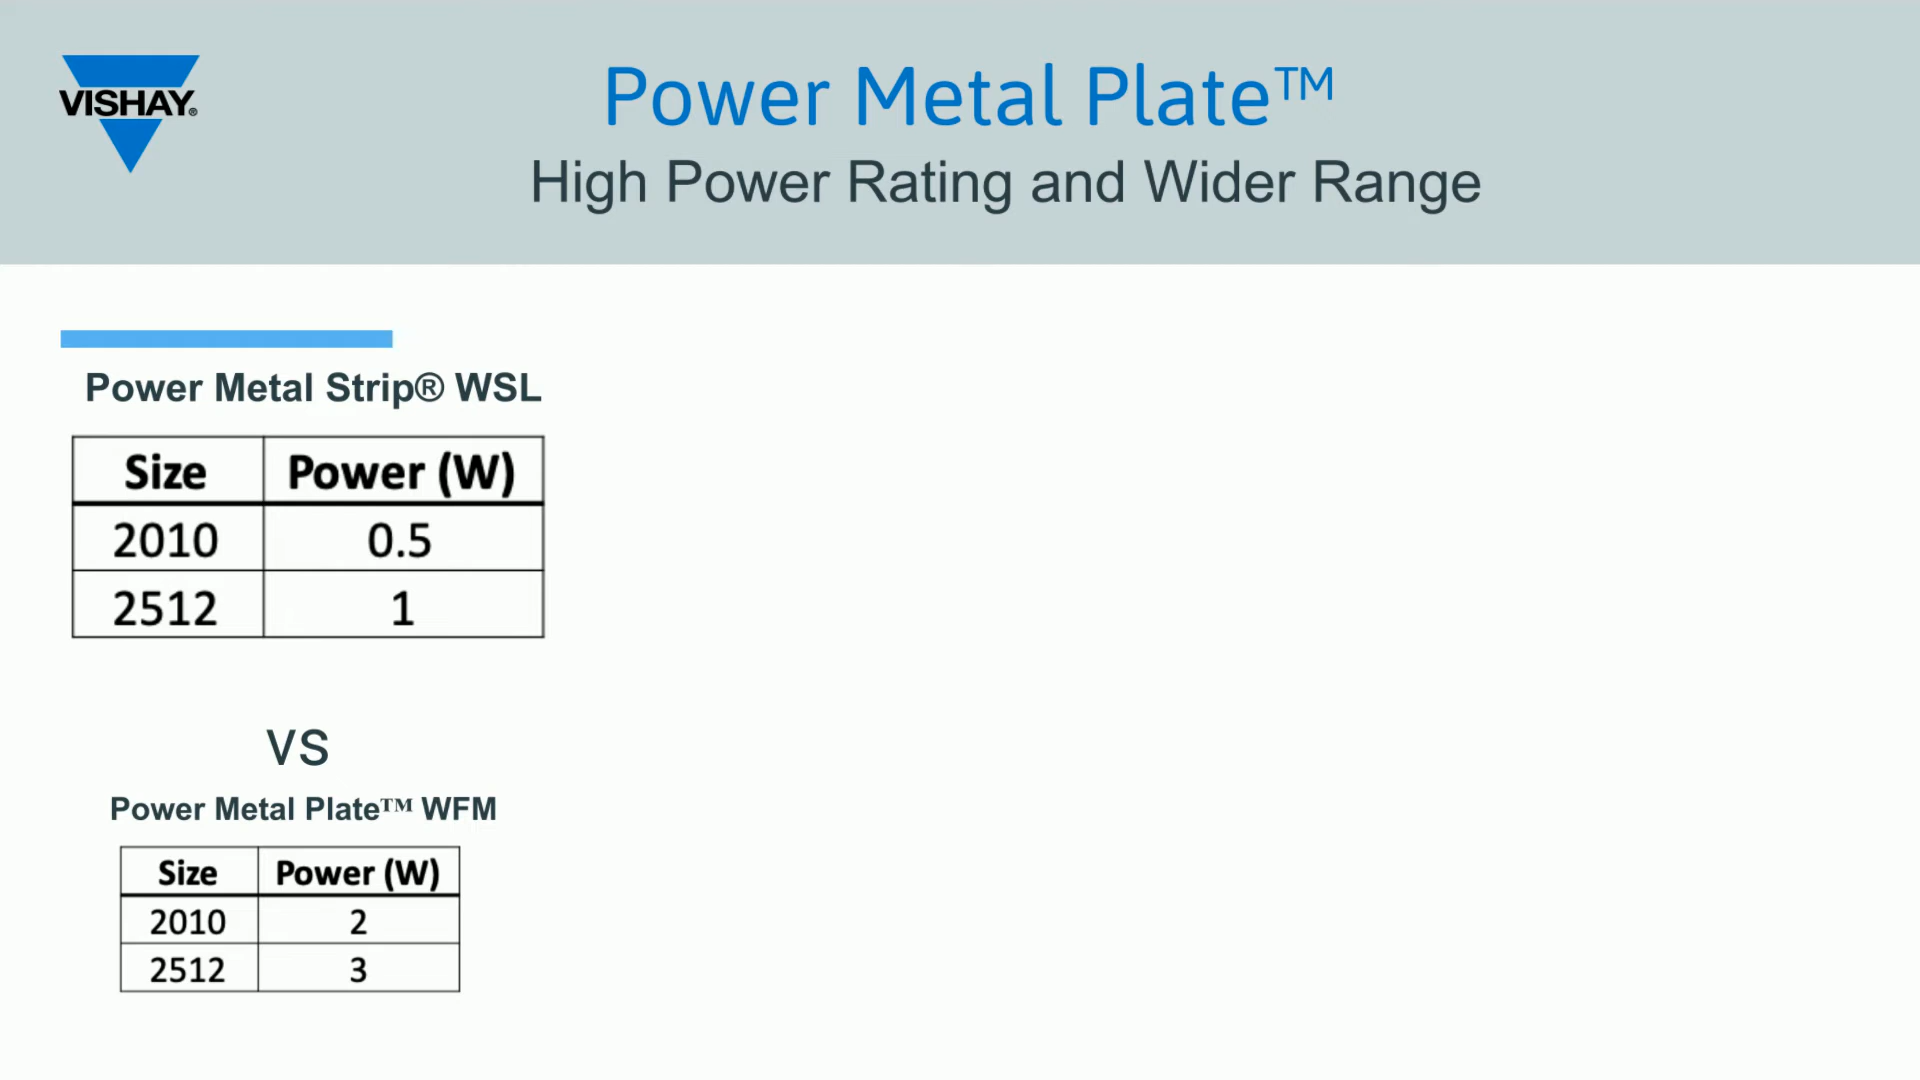 VISHAY®
Power Metal Plate™
High Power Rating and Wider Range
Power Metal Strip® WSL
Size Power (W)
2010 0.5
2512 1
VS
Power Metal Plate™ WFM
Size Power (W)
2010 2
2512 3